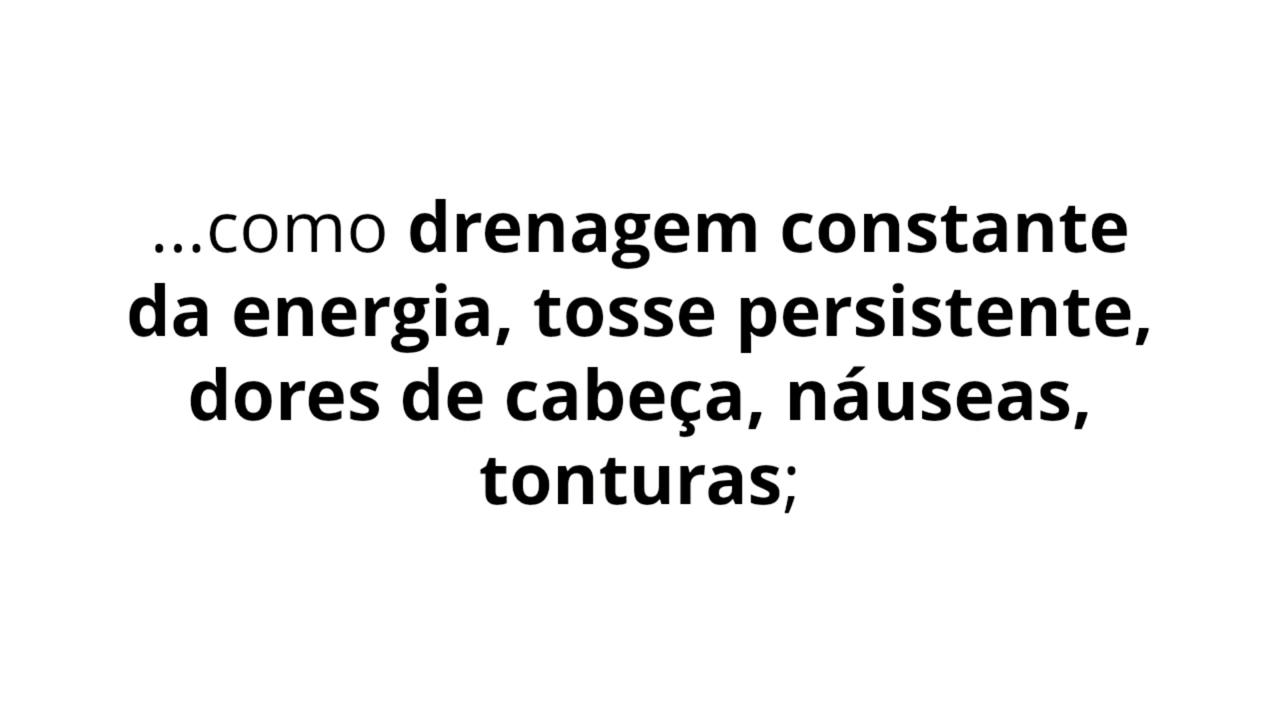 ...como drenagem constante
da energia, tosse persistente,
dores de cabeça, náuseas,
tonturas;